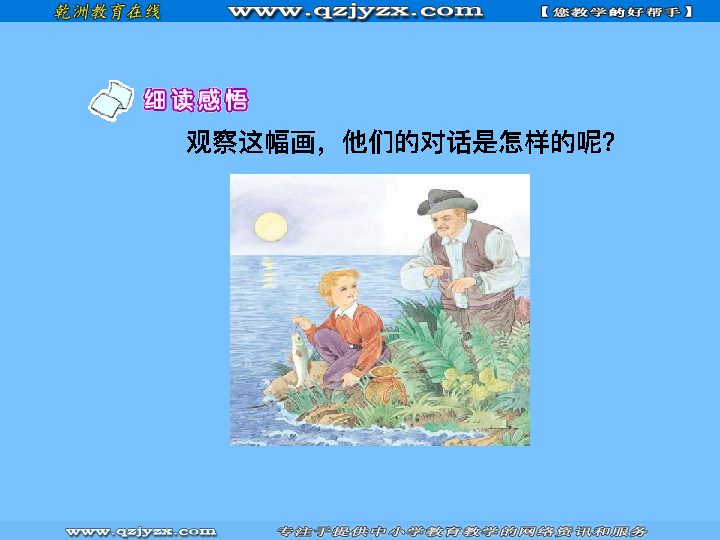 乾洲教育在线 www.qzjyzx.com 【您教学的好帮手】
细读感悟
观察这幅画，他们的对话是怎样的呢？
www.qzjyzx.com 专注于提供中小学教育教学的网络资讯和服务